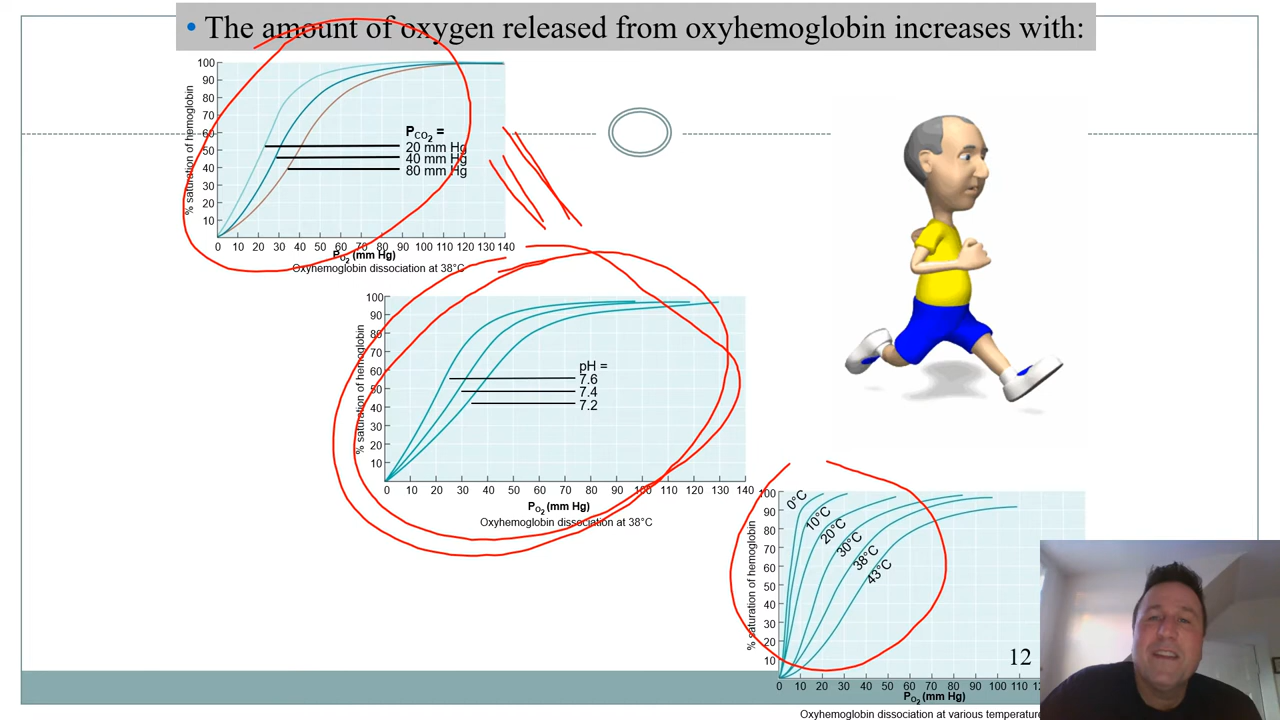 • The amount of oxygen released from oxyhemoglobin increases with:
% saturation of hemoglobin
100
90
80
70
60
50
40
30
20
10
PCO2 =
20 mm Hg
40 mm Hg
80 mm Hg
0 10 20 30 40 50 60 70 80 90 100 110 120 130 140
PO2 (mm Hg)
Oxyhemoglobin dissociation at 38°C
% saturation of hemoglobin
100
90
80
70
60
50
40
30
20
10
pH =
7.6
7.4
7.2
0 10 20 30 40 50 60 70 80 90 100 110 120 130 140
PO2 (mm Hg)
Oxyhemoglobin dissociation at 38°C
% saturation of hemoglobin
100
90
80
70
60
50
40
30
20
10
0°C
10°C
20°C
30°C
38°C
43°C
0 10 20 30 40 50 60 70 80 90 100 110
PO2 (mm Hg)
Oxyhemoglobin dissociation at various temperature
12